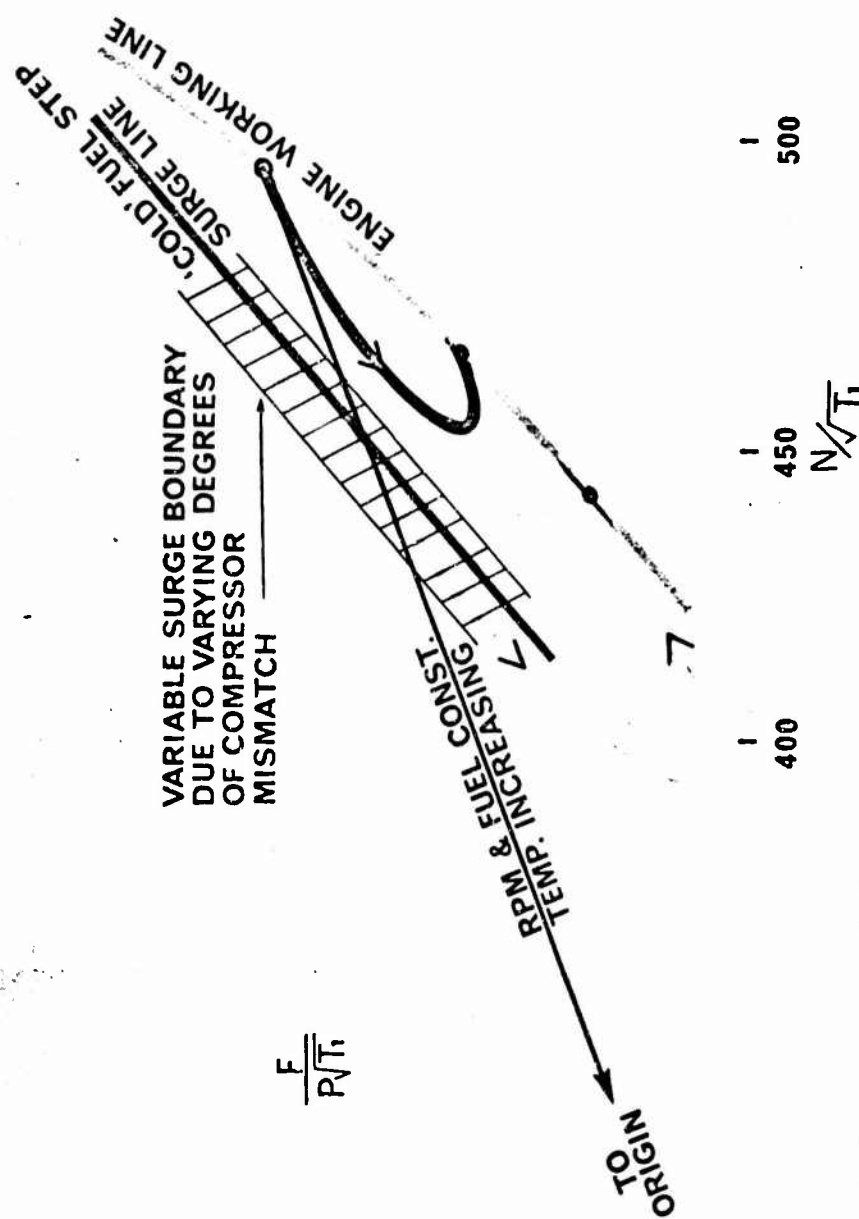 VARIABLE SURGE BOUNDARY
DUE TO VARYING DEGREES
OF COMPRESSOR
MISMATCH
'COLD' FUEL STEP
SURGE LINE
ENGINE WORKING LINE
F
P√T₁
RPM & FUEL CONST.
TEMP. INCREASING
TO
ORIGIN
400
450
500
N/√T₁